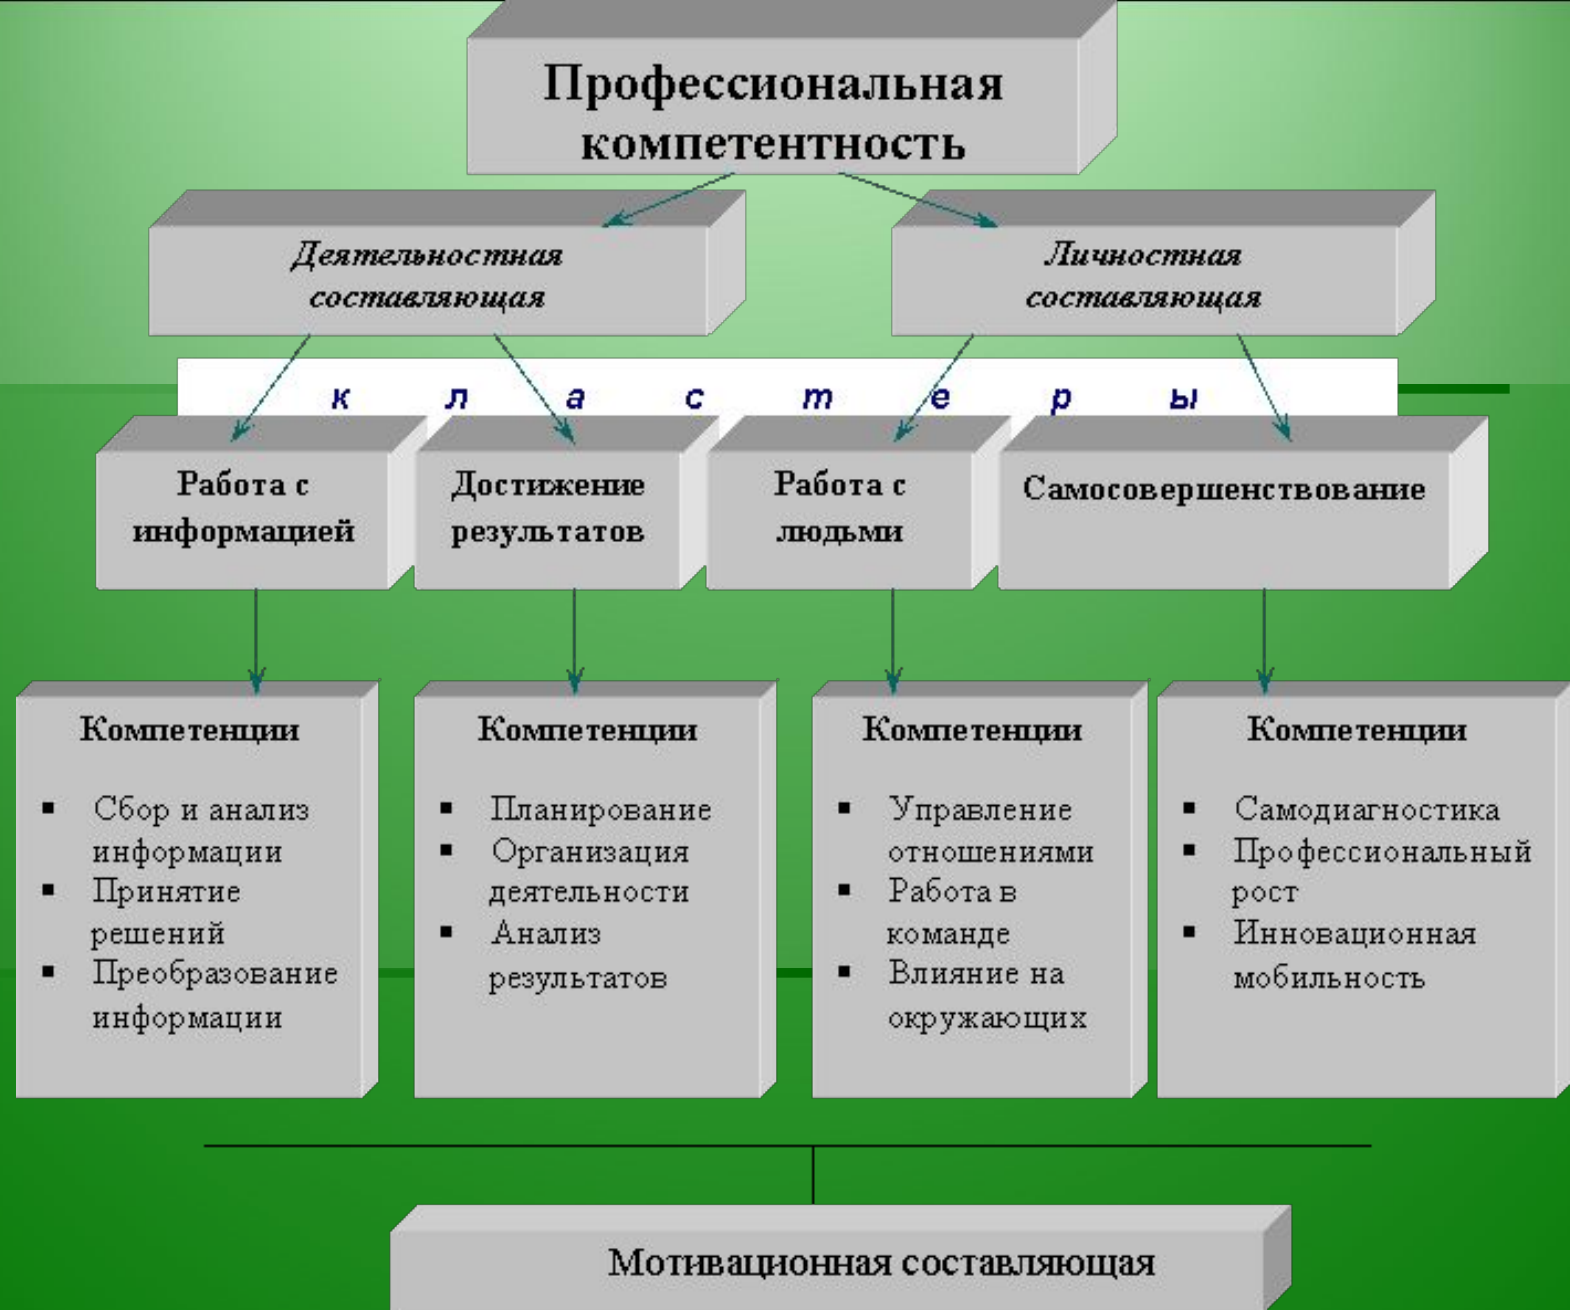 Профессиональная
компетентность
Деятельностная
составляющая
Личностная
составляющая
к л а с т е р ы
Работа с
информацией
Достижение
результатов
Работа с
людьми
Самосовершенствование
Компетенции
▪ Сбор и анализ
информации
▪ Принятие
решений
▪ Преобразование
информации
Компетенции
▪ Планирование
▪ Организация
деятельности
▪ Анализ
результатов
Компетенции
▪ Управление
отношениями
▪ Работа в
команде
▪ Влияние на
окружающих
Компетенции
▪ Самодиагностика
▪ Профессиональный
рост
▪ Инновационная
мобильность
Мотивационная составляющая